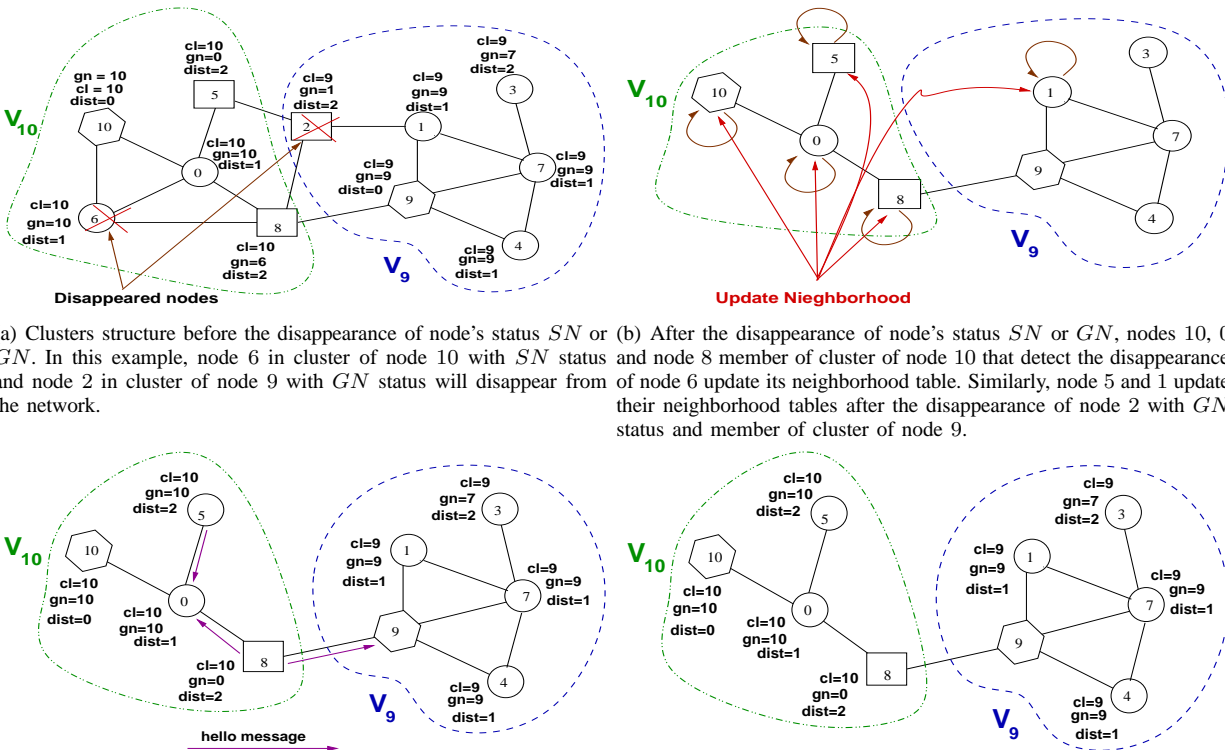 cl=10
gn=0
dist=2
gn = 10
cl = 10
dist=0
V10
10
5
cl=9
gn=1
dist=2
2
cl=9
gn=9
dist=1
1
cl=9
gn=7
dist=2
3
cl=10
gn=10
dist=1
0
cl=9
gn=9
dist=0
9
7
cl=9
gn=9
dist=1
cl=10
gn=10
dist=1
6
8
cl=10
gn=6
dist=2
4
cl=9
gn=9
dist=1
V9
Disappeared nodes
V10
10
5
0
8
1
3
7
9
4
V9
Update Nieghborhood
a) Clusters structure before the disappearance of node's status SN or
GN. In this example, node 6 in cluster of node 10 with SN status
and node 2 in cluster of node 9 with GN status will disappear from
the network.
(b) After the disappearance of node's status SN or GN, nodes 10, 0
and node 8 member of cluster of node 10 that detect the disappearance
of node 6 update its neighborhood table. Similarly, node 5 and 1 update
their neighborhood tables after the disappearance of node 2 with GN
status and member of cluster of node 9.
cl=10
gn=10
dist=2
5
V10
10
cl=10
gn=10
dist=0
0
cl=10
gn=10
dist=1
8
cl=10
gn=0
dist=2
cl=9
gn=7
dist=2
3
1
cl=9
gn=9
dist=1
7
cl=9
gn=9
dist=1
9
4
cl=9
gn=9
dist=1
V9
hello message
cl=10
gn=10
dist=2
5
V10
10
cl=10
gn=10
dist=0
0
cl=10
gn=10
dist=1
8
cl=10
gn=0
dist=2
cl=9
gn=7
dist=2
3
cl=9
gn=9
dist=1
1
7
cl=9
gn=9
dist=1
9
4
cl=9
gn=9
dist=1
V9